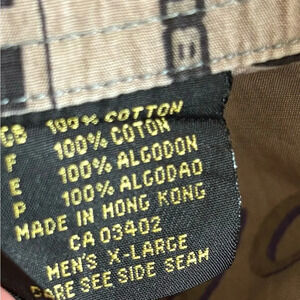 GB 100% COTTON
F 100% COTON
E 100% ALGODON
P 100% ALGODAO
MADE IN HONG KONG
CA 03402
MEN'S X-LARGE
CARE SEE SIDE SEAM